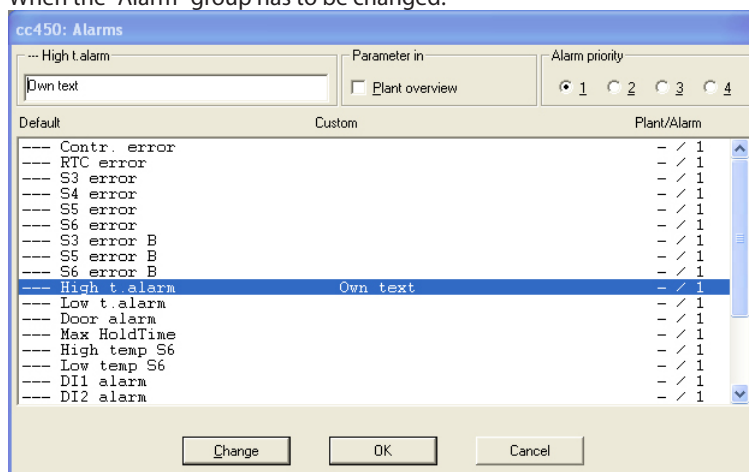 When the "Alarm" group has to be changed:
cc450: Alarms
--- High t.alarm
Parameter in
Alarm priority
Own text
Plant overview
1 2 3 4
Default Custom Plant/Alarm
--- Contr. error - / 1
--- RTC error - / 1
--- S3 error - / 1
--- S4 error - / 1
--- S5 error - / 1
--- S6 error - / 1
--- S3 error B - / 1
--- S5 error B - / 1
--- S6 error B - / 1
--- High t.alarm Own text - / 1
--- Low t.alarm - / 1
--- Door alarm - / 1
--- Max HoldTime - / 1
--- High temp S6 - / 1
--- Low temp S6 - / 1
--- DI1 alarm - / 1
--- DI2 alarm - / 1
Change OK Cancel